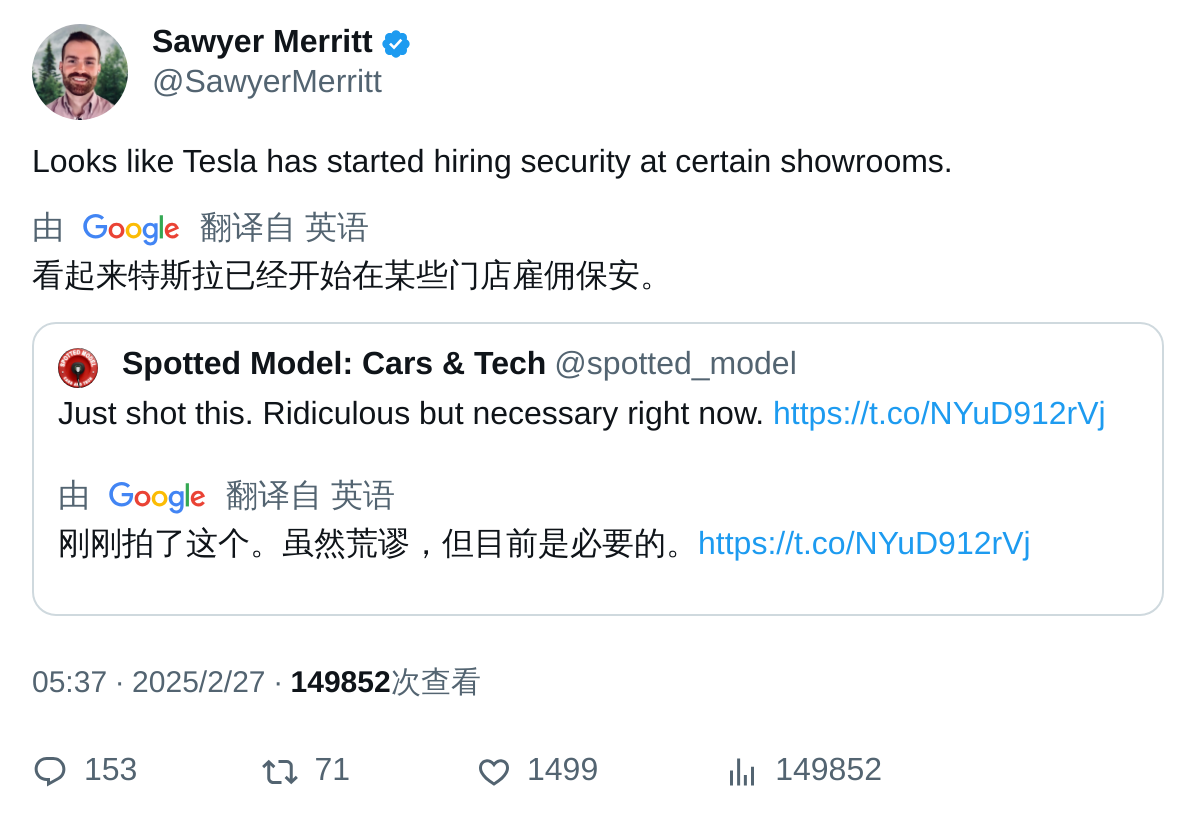 Sawyer Merritt
@SawyerMerritt
Looks like Tesla has started hiring security at certain showrooms.
由 Google 翻译自 英语
看起来特斯拉已经开始在某些门店雇佣保安。
Spotted Model: Cars & Tech @spotted_model
Just shot this. Ridiculous but necessary right now. https://t.co/NYuD912rVj
由 Google 翻译自 英语
刚刚拍了这个。虽然荒谬，但目前是必要的。https://t.co/NYuD912rVj
05:37 · 2025/2/27 · 149852次查看
153 71 1499 149852